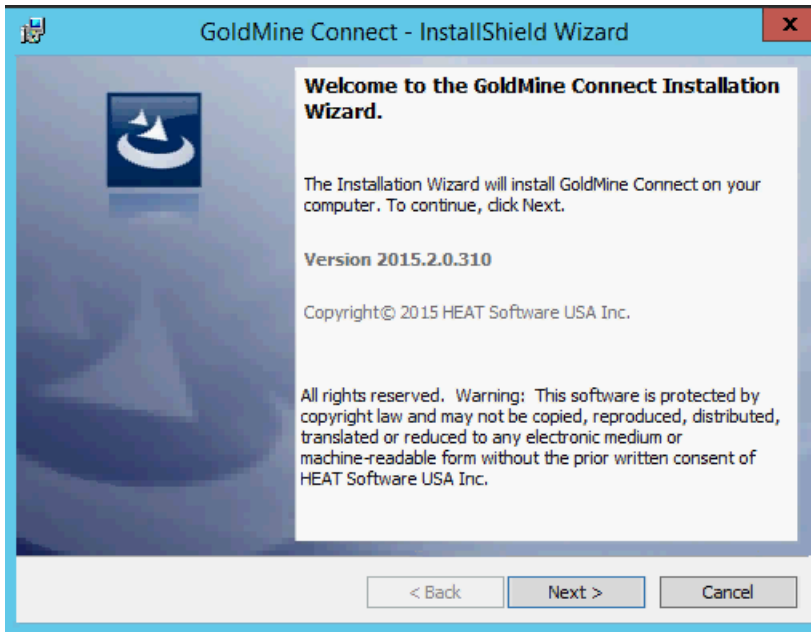 GoldMine Connect - InstallShield Wizard
x
Welcome to the GoldMine Connect Installation
Wizard.
The Installation Wizard will install GoldMine Connect on your
computer. To continue, click Next.
Version 2015.2.0.310
Copyright© 2015 HEAT Software USA Inc.
All rights reserved.  Warning:  This software is protected by
copyright law and may not be copied, reproduced, distributed,
translated or reduced to any electronic medium or
machine-readable form without the prior written consent of
HEAT Software USA Inc.
< Back
Next >
Cancel